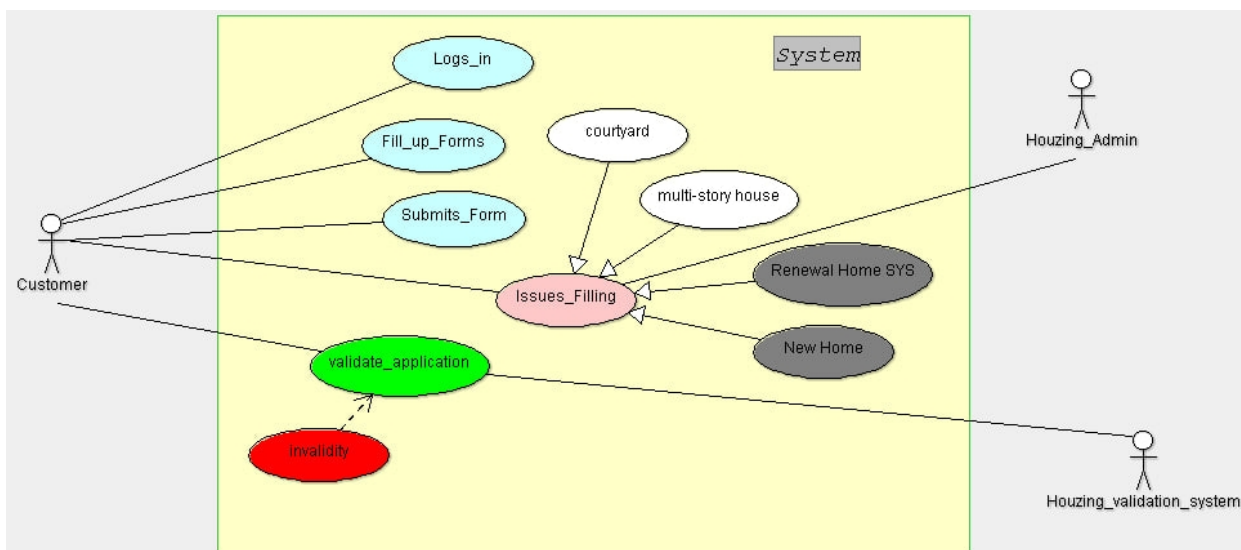 Logs_in
System
courtyard
Fill_up_Forms
Houzing_Admin
multi-story house
Submits_Form
Renewal Home SYS
Customer
Issues_Filling
New Home
validate_application
invalidity
Houzing_validation_system